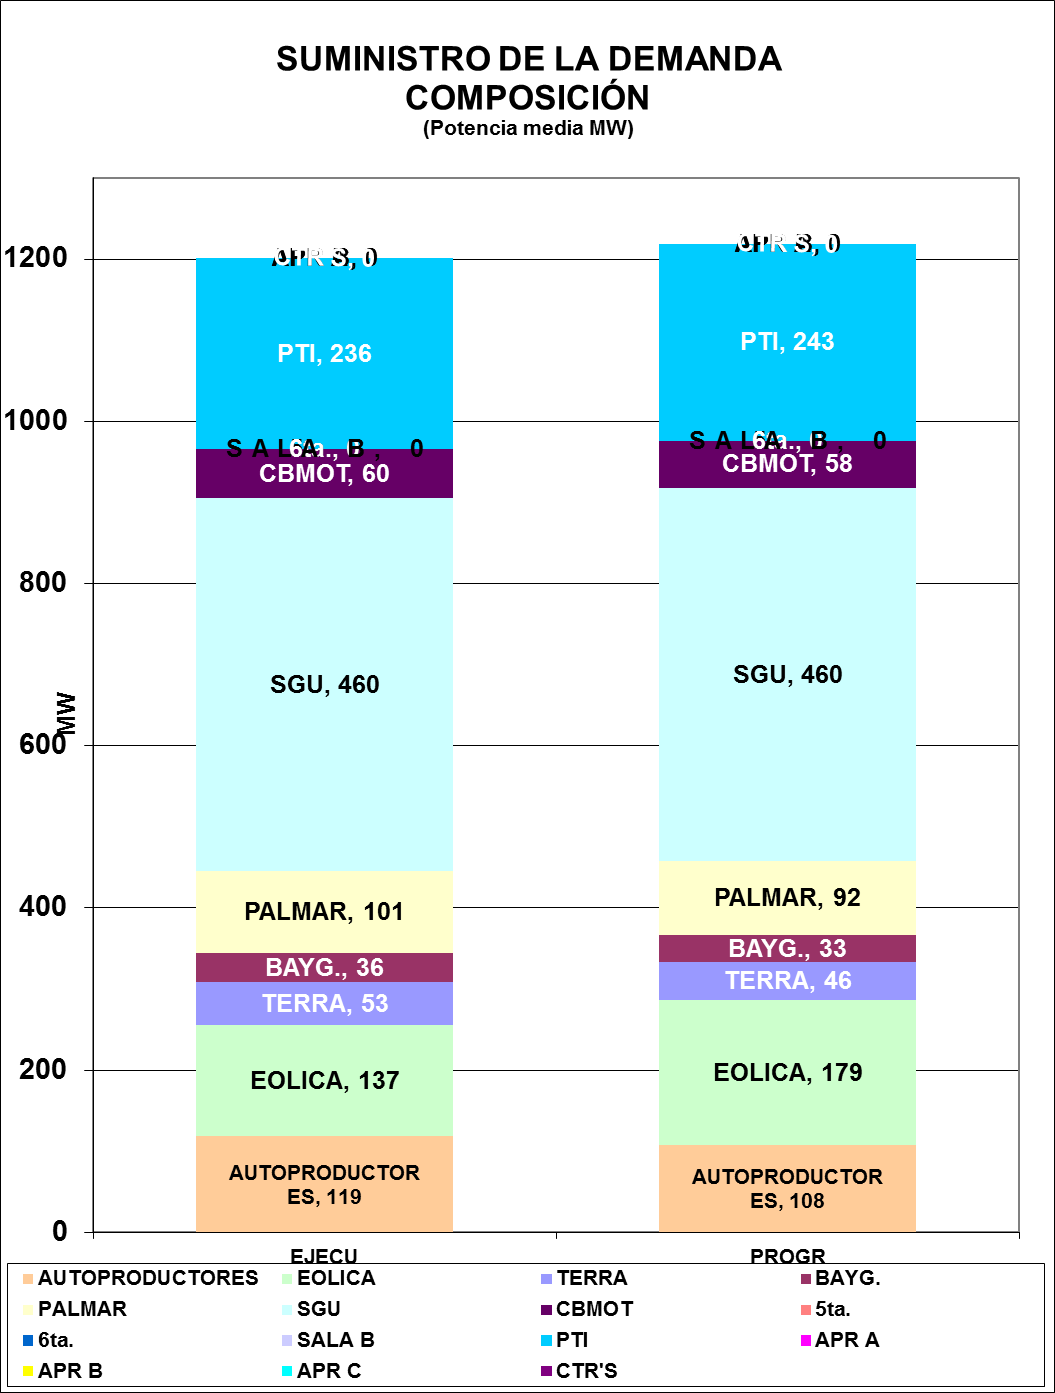 SUMINISTRO DE LA DEMANDA
COMPOSICIÓN
(Potencia media MW)
1200
1000
800
600
400
200
0
MW
PTI, 236
CBMOT, 60
SGU, 460
PALMAR, 101
BAYG., 36
TERRA, 53
EOLICA, 137
AUTOPRODUCTOR
ES, 119
PTI, 243
SALA B, 0
CBMOT, 58
SGU, 460
PALMAR, 92
BAYG., 33
TERRA, 46
EOLICA, 179
AUTOPRODUCTOR
ES, 108
EJECU PROGR
AUTOPRODUCTORES EOLICA TERRA BAYG.
PALMAR SGU CBMOT 5ta.
6ta. SALA B PTI APR A
APR B APR C CTR'S